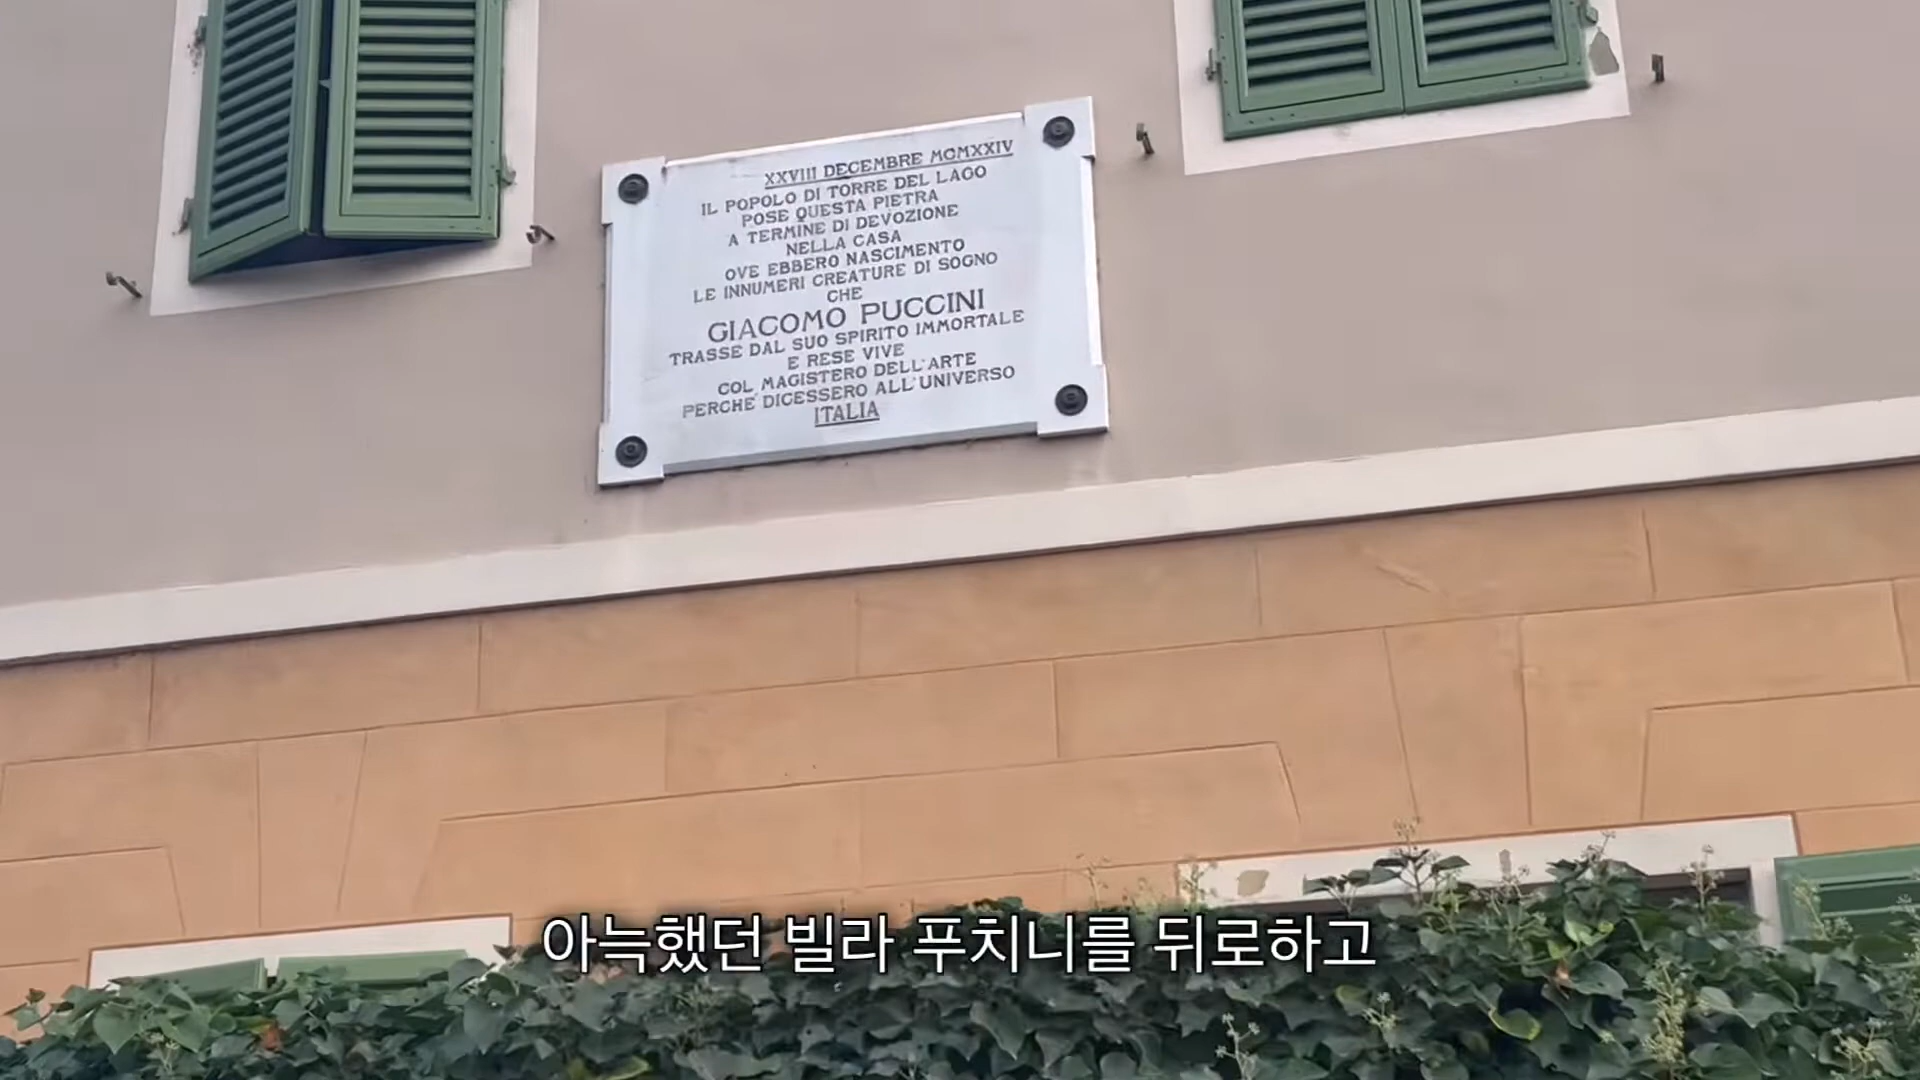 XXVIII DECEMBRE MCMXXIV
IL POPOLO DI TORRE DEL LAGO
POSE QUESTA PIETRA
A TERMINE DI DEVOZIONE
NELLA CASA
OVE EBBERO NASCIMENTO
LE INNUMERI CREATURE DI SOGNO
CHE
GIACOMO PUCCINI
TRASSE DAL SUO SPIRITO IMMORTALE
E RESE VIVE
COL MAGISTERO DELL'ARTE
PERCHE' DICESSERO ALL'UNIVERSO
ITALIA
아늑했던 빌라 푸치니를 뒤로하고